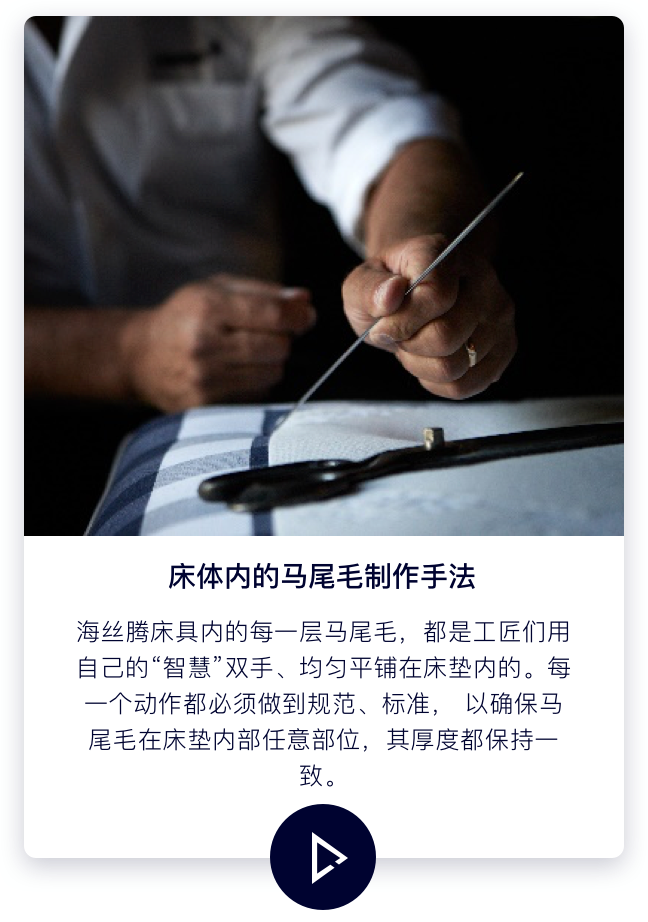 床体内的马尾毛制作手法
海丝腾床具内的每一层马尾毛，都是工匠们用
自己的“智慧”双手、均匀平铺在床垫内的。每
一个动作都必须做到规范、标准， 以确保马
尾毛在床垫内部任意部位，其厚度都保持一
致。